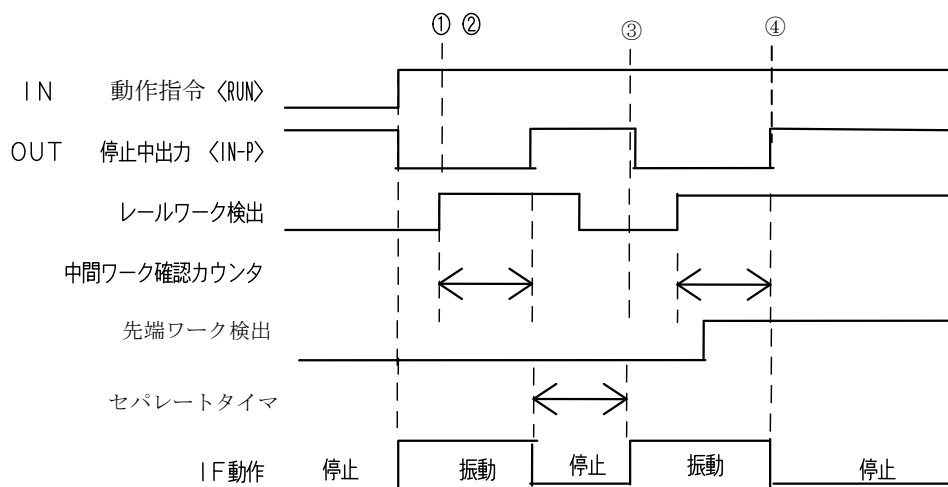 ① ② ③ ④
IN 動作指令 〈RUN〉
OUT 停止中出力 〈IN-P〉
レールワーク検出
中間ワーク確認カウンタ
先端ワーク検出
セパレートタイマ
IF動作 停止 振動 停止 振動 停止